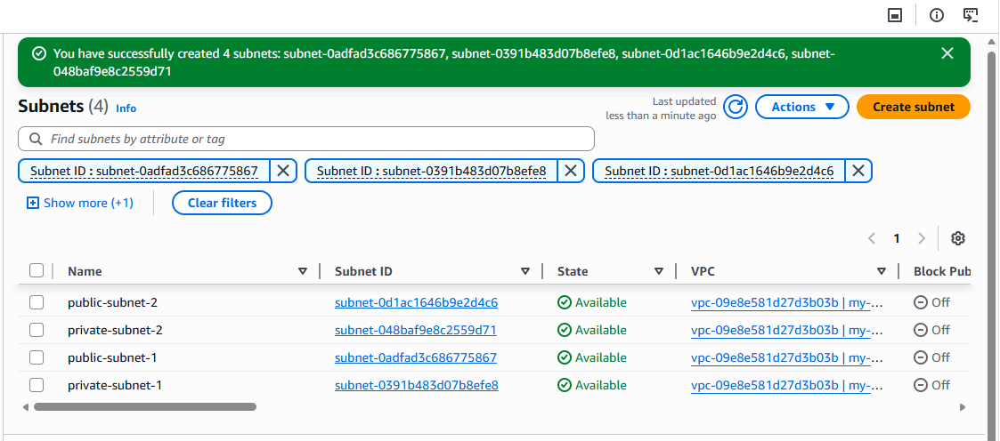 You have successfully created 4 subnets: subnet-0adfad3c686775867, subnet-0391b483d07b8efe8, subnet-0d1ac1646b9e2d4c6, subnet-
048baf9e8c2559d71
Subnets (4) Info
Last updated
less than a minute ago
Actions
Create subnet
Find subnets by attribute or tag
Subnet ID : subnet-0adfad3c686775867
Subnet ID : subnet-0391b483d07b8efe8
Subnet ID : subnet-0d1ac1646b9e2d4c6
Show more (+1)
Clear filters
1
Name Subnet ID State VPC Block Pub
public-subnet-2 subnet-0d1ac1646b9e2d4c6 Available vpc-09e8e581d27d3b03b | my-... Off
private-subnet-2 subnet-048baf9e8c2559d71 Available vpc-09e8e581d27d3b03b | my-... Off
public-subnet-1 subnet-0adfad3c686775867 Available vpc-09e8e581d27d3b03b | my-... Off
private-subnet-1 subnet-0391b483d07b8efe8 Available vpc-09e8e581d27d3b03b | my-... Off